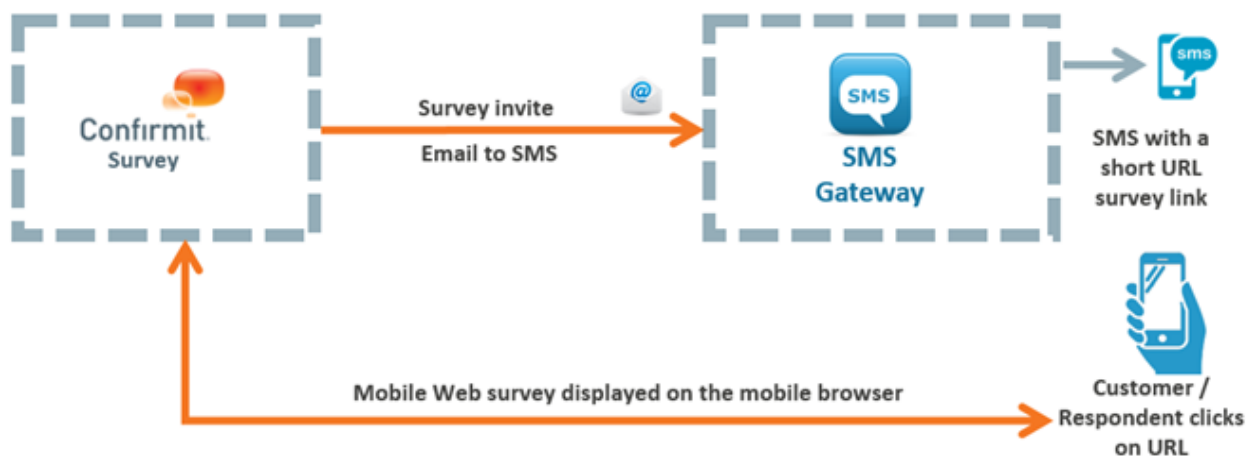 Confirmit.
Survey
Survey invite
@
Email to SMS
SMS
SMS
Gateway
sms
SMS with a
short URL
survey link
Mobile Web survey displayed on the mobile browser
Customer /
Respondent clicks
on URL